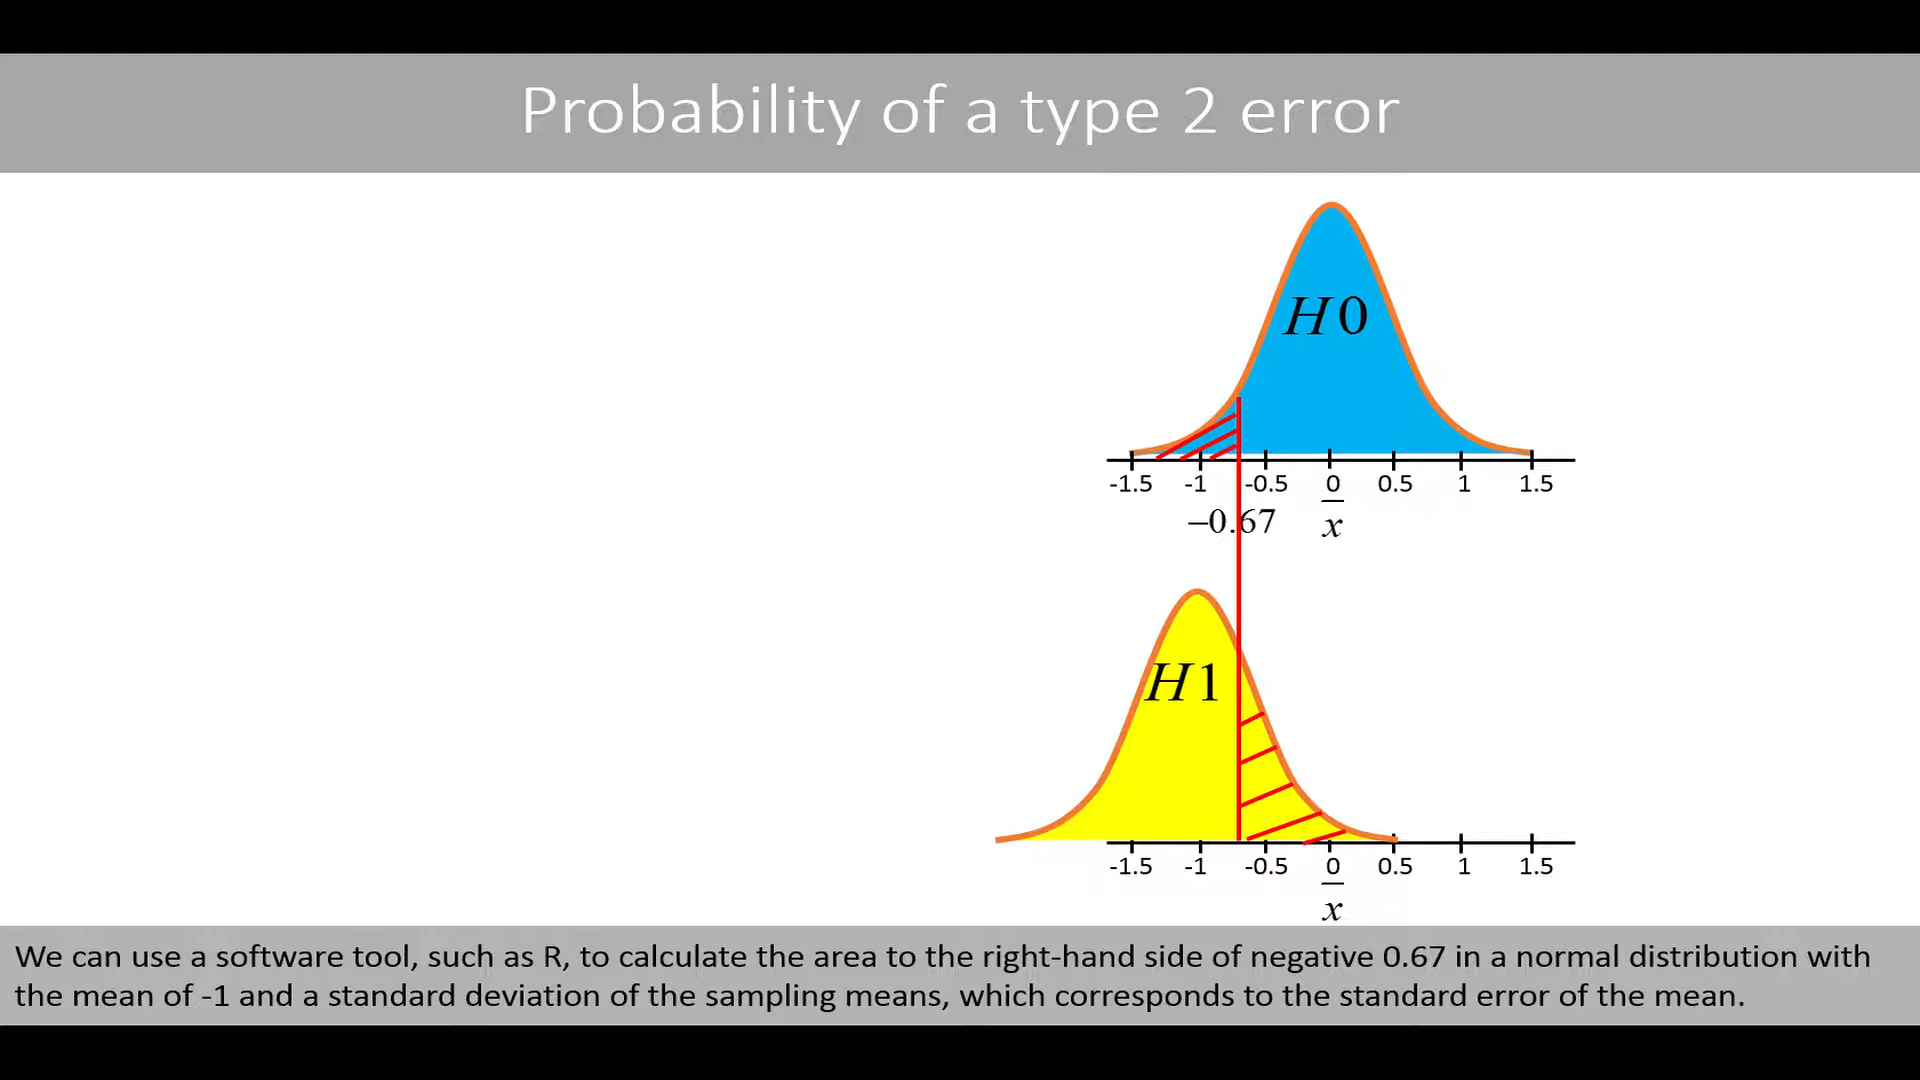 Probability of a type 2 error
H0
-1.5 -1 -0.5 0 0.5 1 1.5
−0.67 x̅
H1
-1.5 -1 -0.5 0 0.5 1 1.5
x̅
We can use a software tool, such as R, to calculate the area to the right-hand side of negative 0.67 in a normal distribution with
the mean of -1 and a standard deviation of the sampling means, which corresponds to the standard error of the mean.